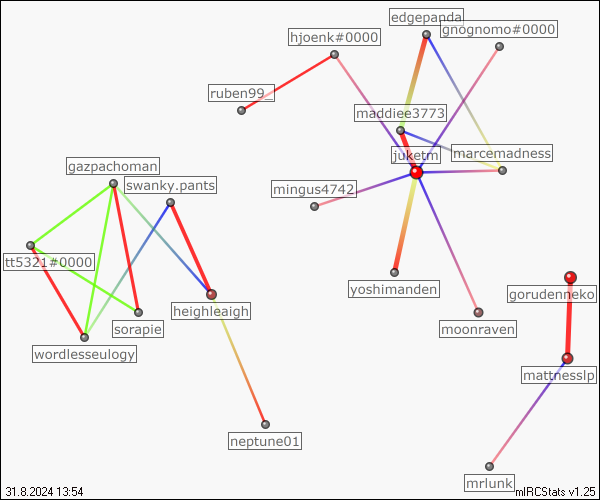 edgepanda
gnognomo#0000
hjoenk#0000
ruben99_
maddiee3773
juketm
marcemadness
gazpachoman
swanky.pants
mingus4742
tt5321#0000
yoshimanden
gorudenneko
heighleaigh
sorapie
moonraven
wordlesseulogy
mattnesslp
neptune01
mrlunk
31.8.2024 13:54
mIRCStats v1.25